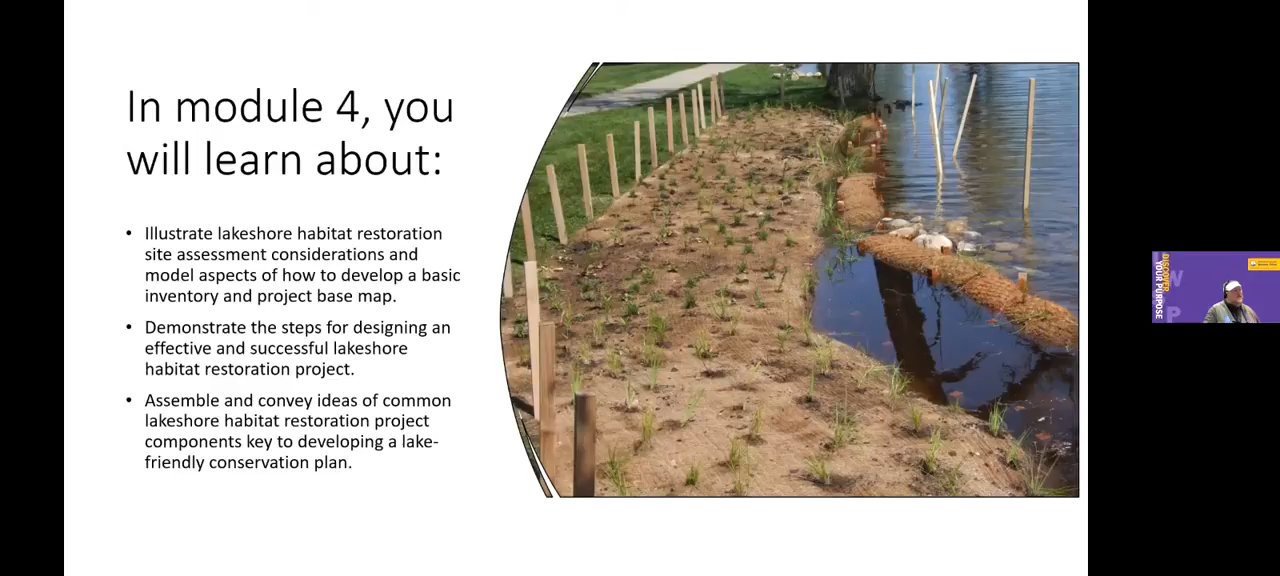 In module 4, you
will learn about:
• Illustrate lakeshore habitat restoration
site assessment considerations and
model aspects of how to develop a basic
inventory and project base map.
• Demonstrate the steps for designing an
effective and successful lakeshore
habitat restoration project.
• Assemble and convey ideas of common
lakeshore habitat restoration project
components key to developing a lake-
friendly conservation plan.
DISCOVER
YOUR PURPOSE
W
P